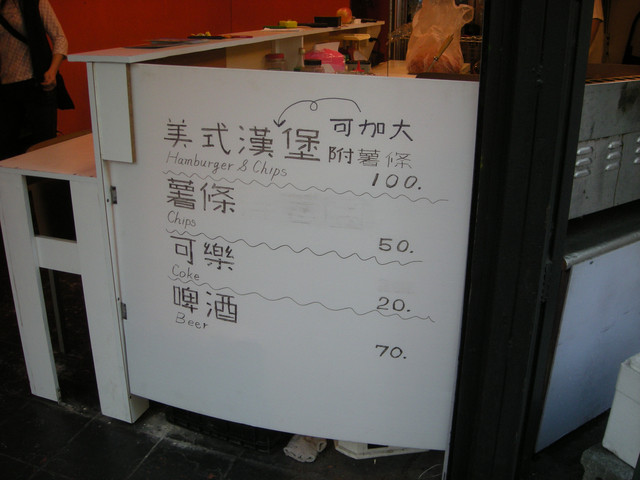 美式漢堡 可加大
Hamburger & Chips 附薯條
100.
薯條
Chips
50.
可樂
Coke
20.
啤酒
Beer
70.